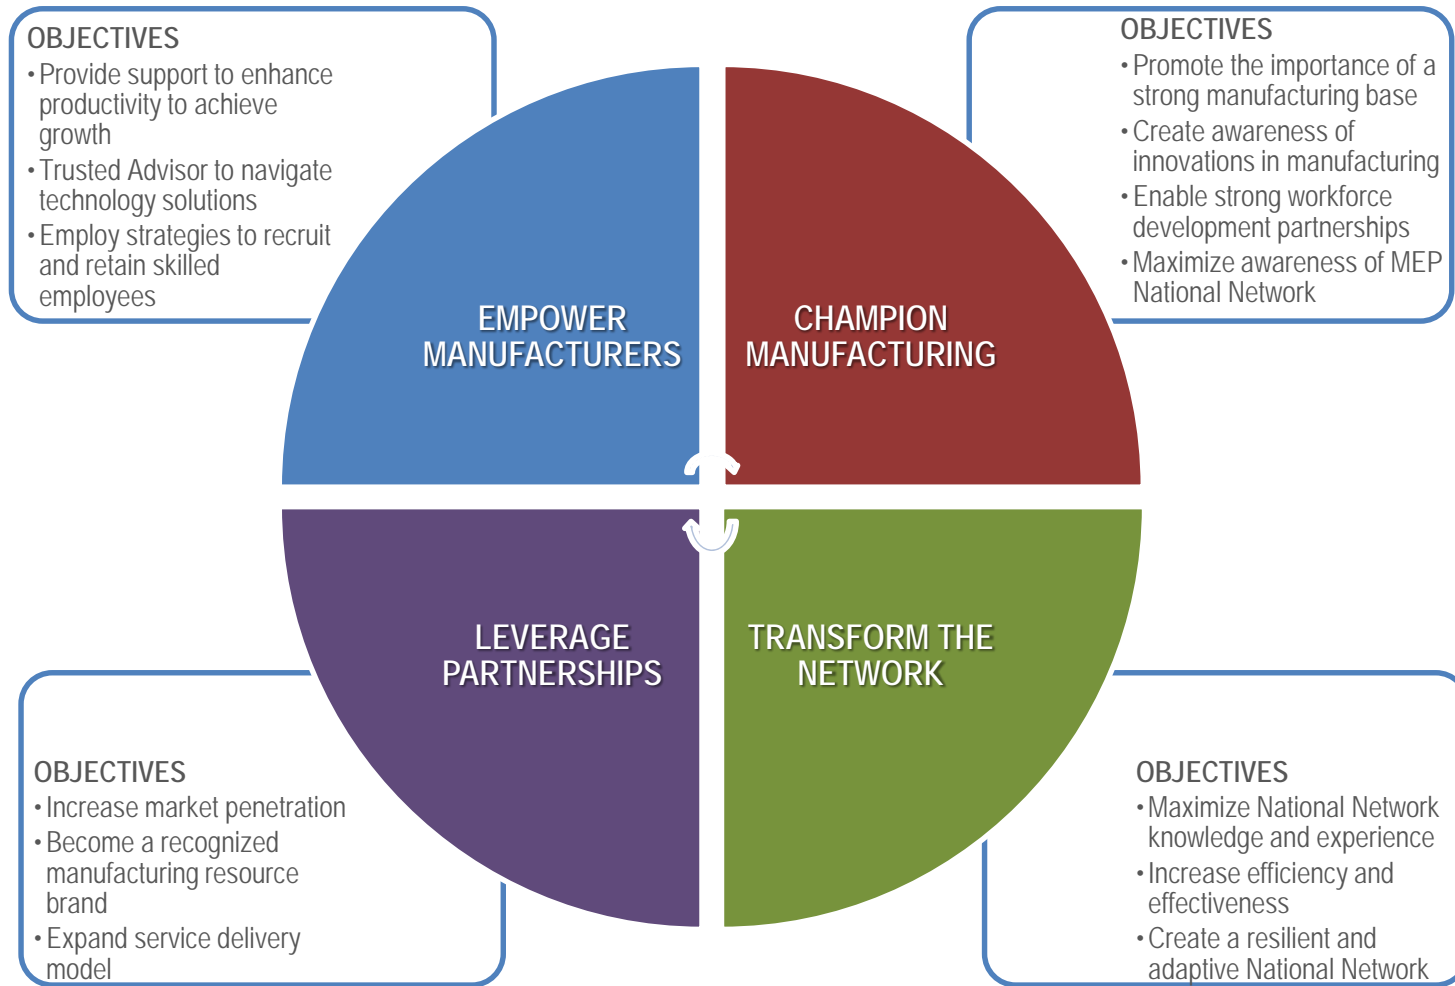 OBJECTIVES
• Provide support to enhance
productivity to achieve
growth
• Trusted Advisor to navigate
technology solutions
• Employ strategies to recruit
and retain skilled
employees
OBJECTIVES
• Promote the importance of a
strong manufacturing base
• Create awareness of
innovations in manufacturing
• Enable strong workforce
development partnerships
• Maximize awareness of MEP
National Network
EMPOWER
MANUFACTURERS
CHAMPION
MANUFACTURING
LEVERAGE
PARTNERSHIPS
TRANSFORM THE
NETWORK
OBJECTIVES
• Increase market penetration
• Become a recognized
manufacturing resource
brand
• Expand service delivery
model
OBJECTIVES
• Maximize National Network
knowledge and experience
• Increase efficiency and
effectiveness
• Create a resilient and
adaptive National Network